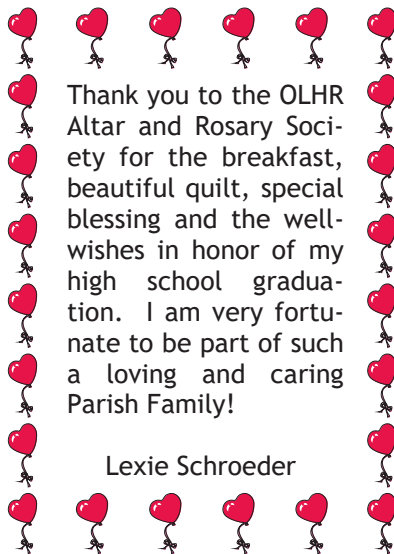 Thank you to the OLHR
Altar and Rosary Soci-
ety for the breakfast,
beautiful quilt, special
blessing and the well-
wishes in honor of my
high school gradua-
tion.  I am very fortu-
nate to be part of such
a loving and caring
Parish Family!
Lexie Schroeder